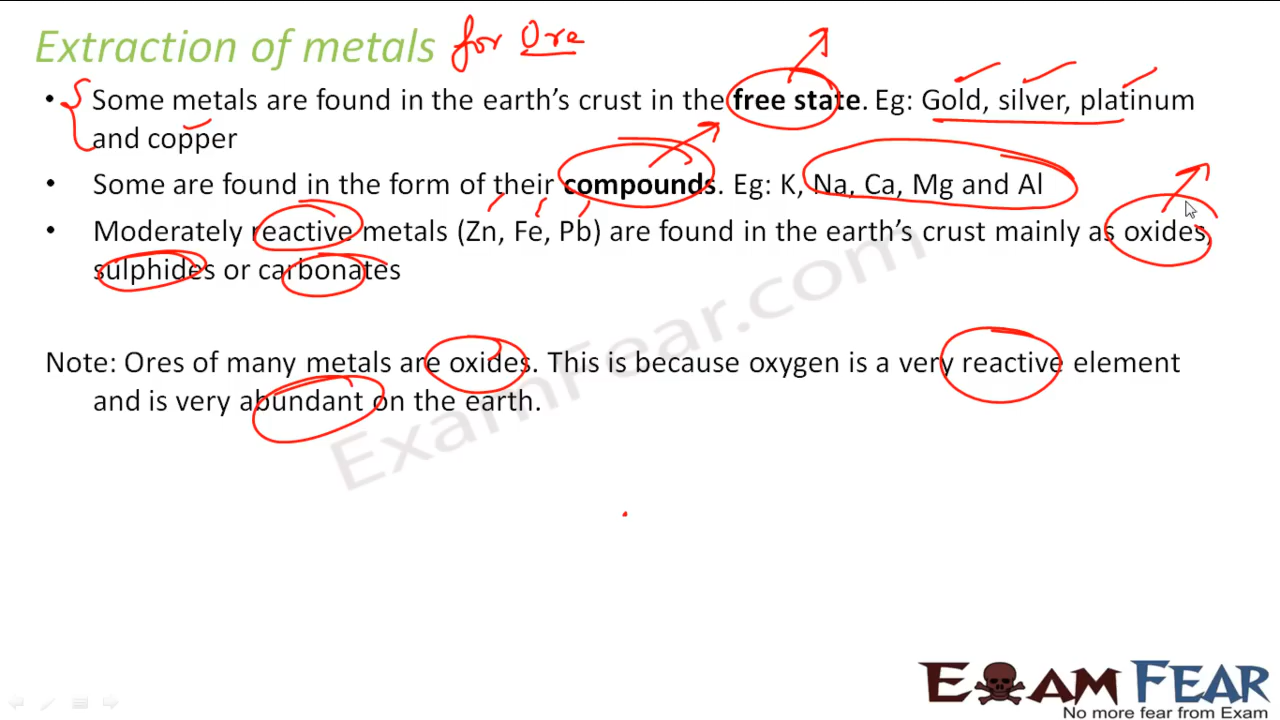 Extraction of metals for Ore
• Some metals are found in the earth's crust in the free state. Eg: Gold, silver, platinum
and copper
• Some are found in the form of their compounds. Eg: K, Na, Ca, Mg and Al
• Moderately reactive metals (Zn, Fe, Pb) are found in the earth's crust mainly as oxides,
sulphides or carbonates
Note: Ores of many metals are oxides. This is because oxygen is a very reactive element
and is very abundant on the earth.
ExamFear.com
EXAM FEAR
No more fear from Exam